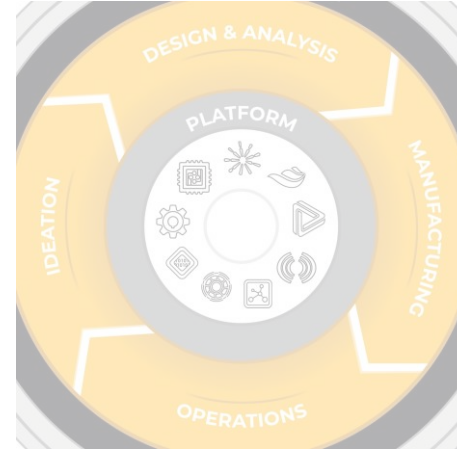 DESIGN & ANALYSIS
PLATFORM
MANUFACTURING
IDEATION
OPERATIONS